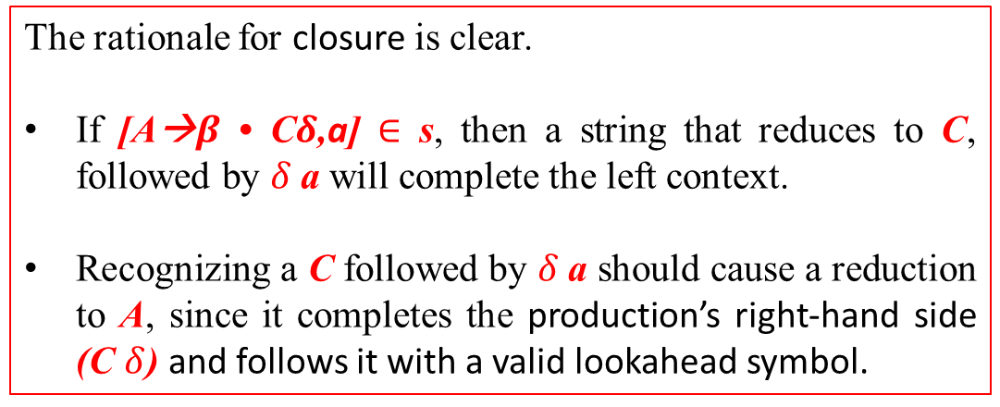 The rationale for closure is clear.
• If [A→β • Cδ,a] ∈ s, then a string that reduces to C,
followed by δ a will complete the left context.
• Recognizing a C followed by δ a should cause a reduction
to A, since it completes the production’s right-hand side
(C δ) and follows it with a valid lookahead symbol.